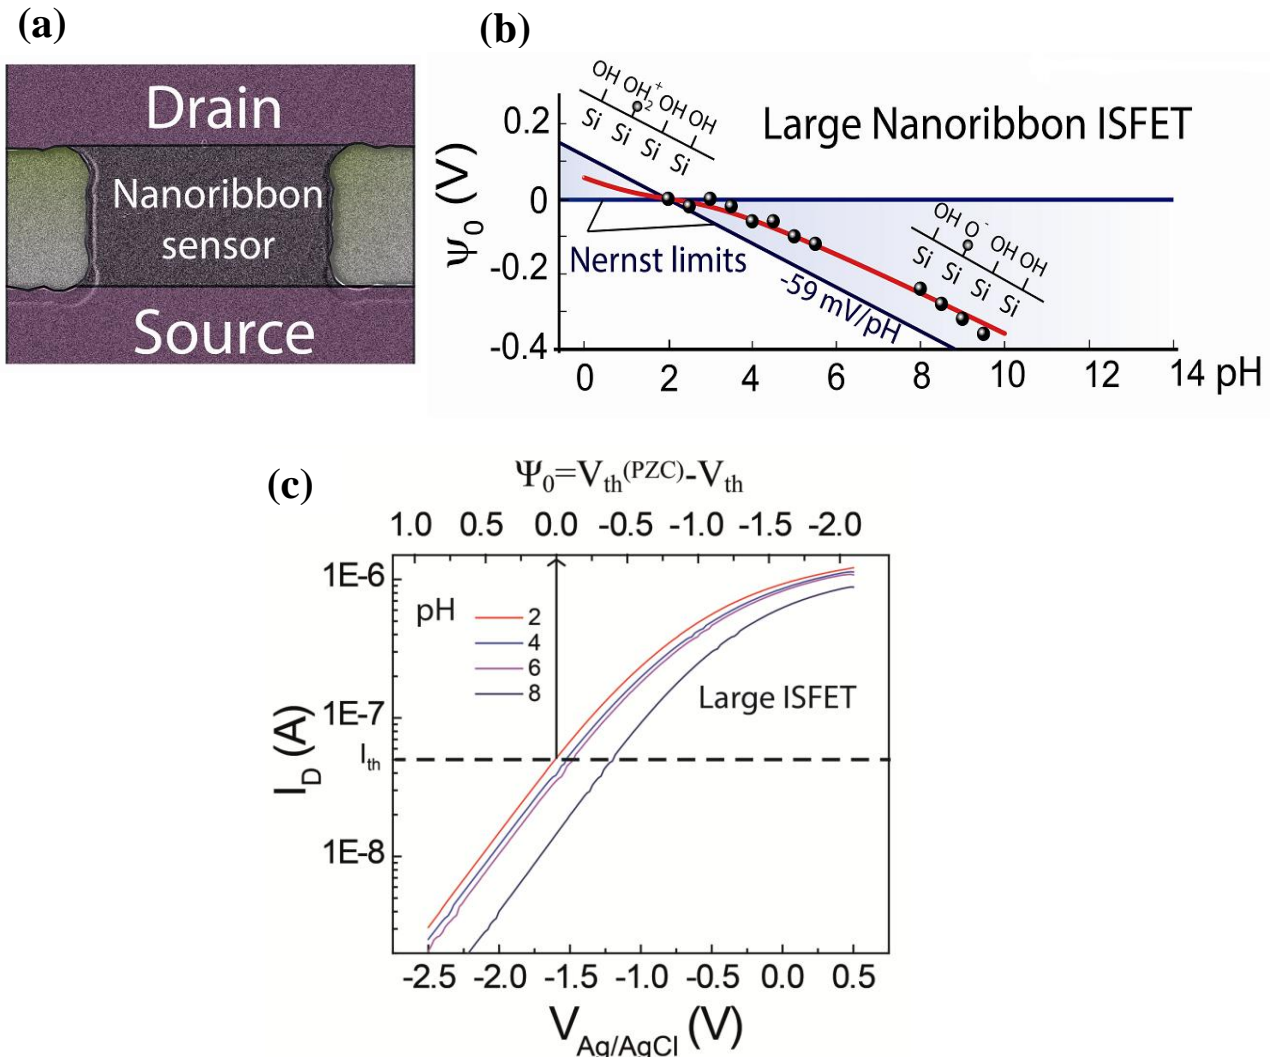 (a)
Drain
Nanoribbon
sensor
Source
(b)
Large Nanoribbon ISFET
Ψ0 (V)
0.2
0
-0.2
-0.4
0 2 4 6 8 10 12 14 pH
OH OH2+ OH OH
Si Si Si Si
Nernst limits
-59 mV/pH
OH O- OH OH
Si Si Si Si
(c)
Ψ0=Vth(PZC)-Vth
1.0 0.5 0.0 -0.5 -1.0 -1.5 -2.0
1E-6
1E-7
Ith
1E-8
ID (A)
pH
2
4
6
8
Large ISFET
-2.5 -2.0 -1.5 -1.0 -0.5 0.0 0.5
VAg/AgCl (V)